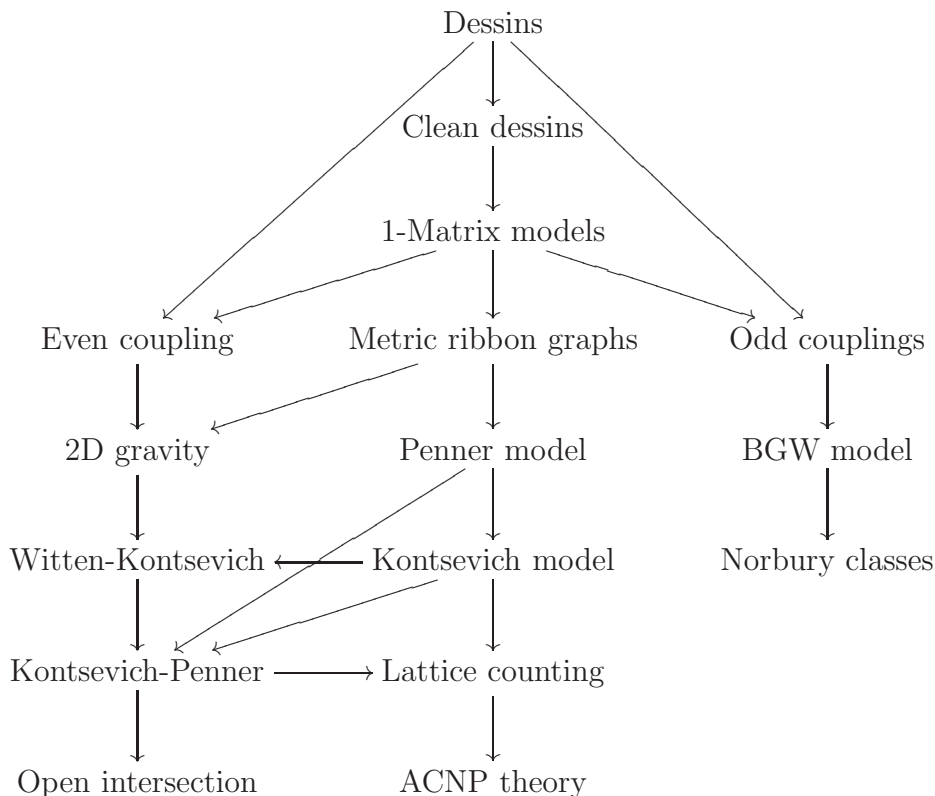 Dessins
Clean dessins
1-Matrix models
Even coupling Metric ribbon graphs Odd couplings
2D gravity Penner model BGW model
Witten-Kontsevich Kontsevich model Norbury classes
Kontsevich-Penner Lattice counting
Open intersection ACNP theory